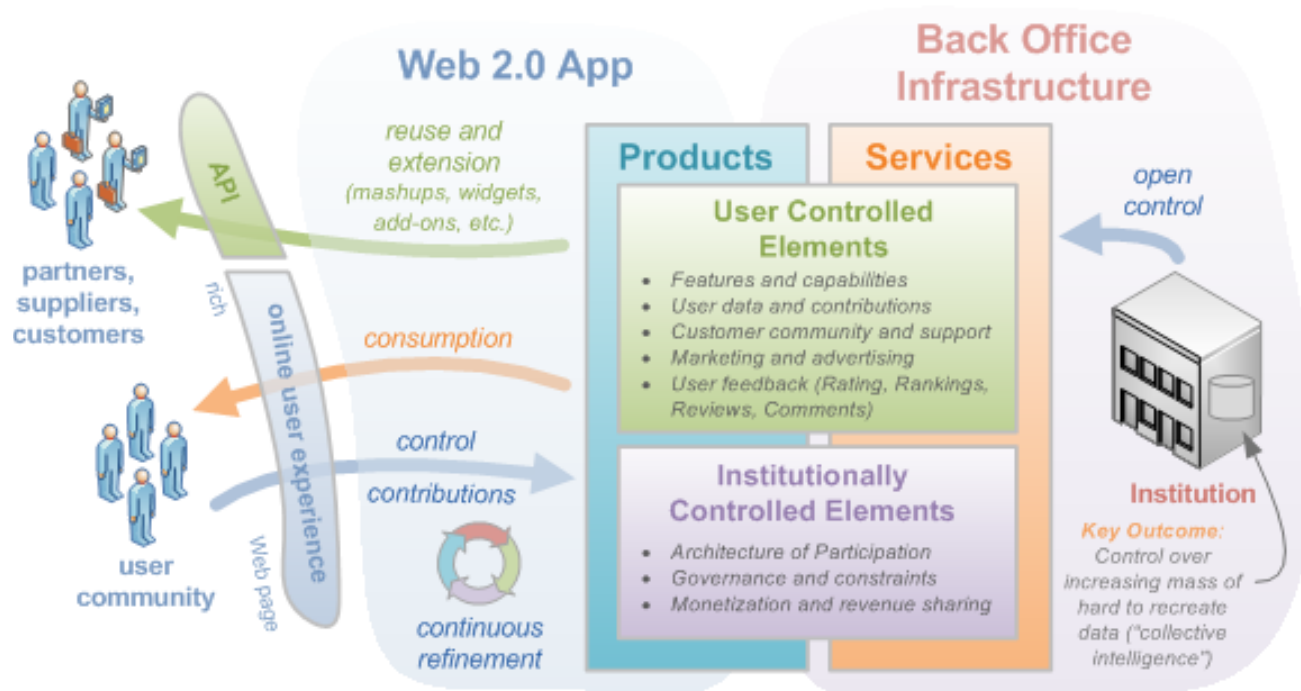 Web 2.0 App
Back Office
Infrastructure
reuse and
extension
(mashups, widgets,
add-ons, etc.)
API
partners,
suppliers,
customers
rich
online user experience
Web page
consumption
control
contributions
user
community
continuous
refinement
Products
Services
User Controlled
Elements
• Features and capabilities
• User data and contributions
• Customer community and support
• Marketing and advertising
• User feedback (Rating, Rankings,
Reviews, Comments)
Institutionally
Controlled Elements
• Architecture of Participation
• Governance and constraints
• Monetization and revenue sharing
open
control
Institution
Key Outcome:
Control over
increasing mass of
hard to recreate
data ("collective
intelligence")